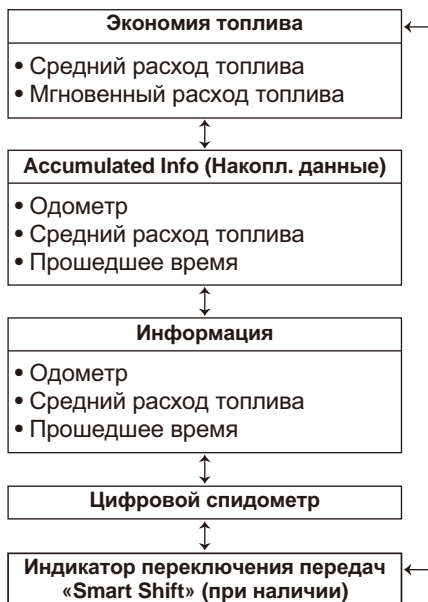 Экономия топлива
• Средний расход топлива
• Мгновенный расход топлива
Accumulated Info (Накопл. данные)
• Одометр
• Средний расход топлива
• Прошедшее время
Информация
• Одометр
• Средний расход топлива
• Прошедшее время
Цифровой спидометр
Индикатор переключения передач
«Smart Shift» (при наличии)